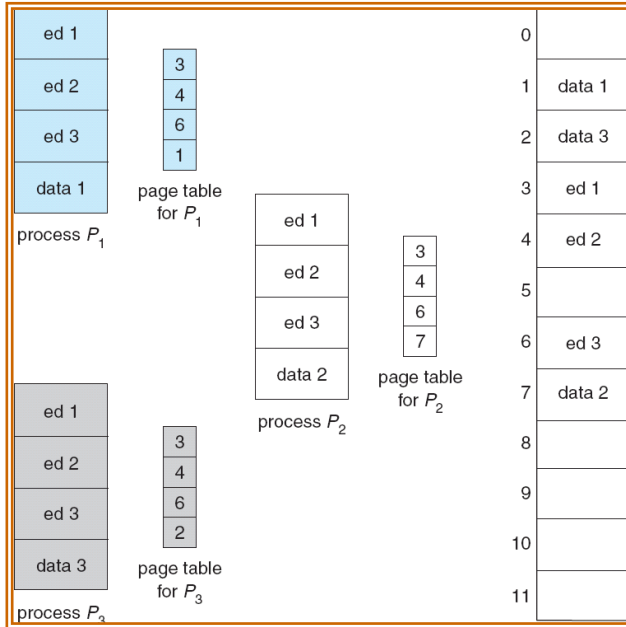 ed 1
ed 2
ed 3
data 1
process P1
3
4
6
1
page table
for P1
ed 1
ed 2
ed 3
data 2
process P2
3
4
6
7
page table
for P2
ed 1
ed 2
ed 3
data 3
process P3
3
4
6
2
page table
for P3
0
1 data 1
2 data 3
3 ed 1
4 ed 2
5
6 ed 3
7 data 2
8
9
10
11